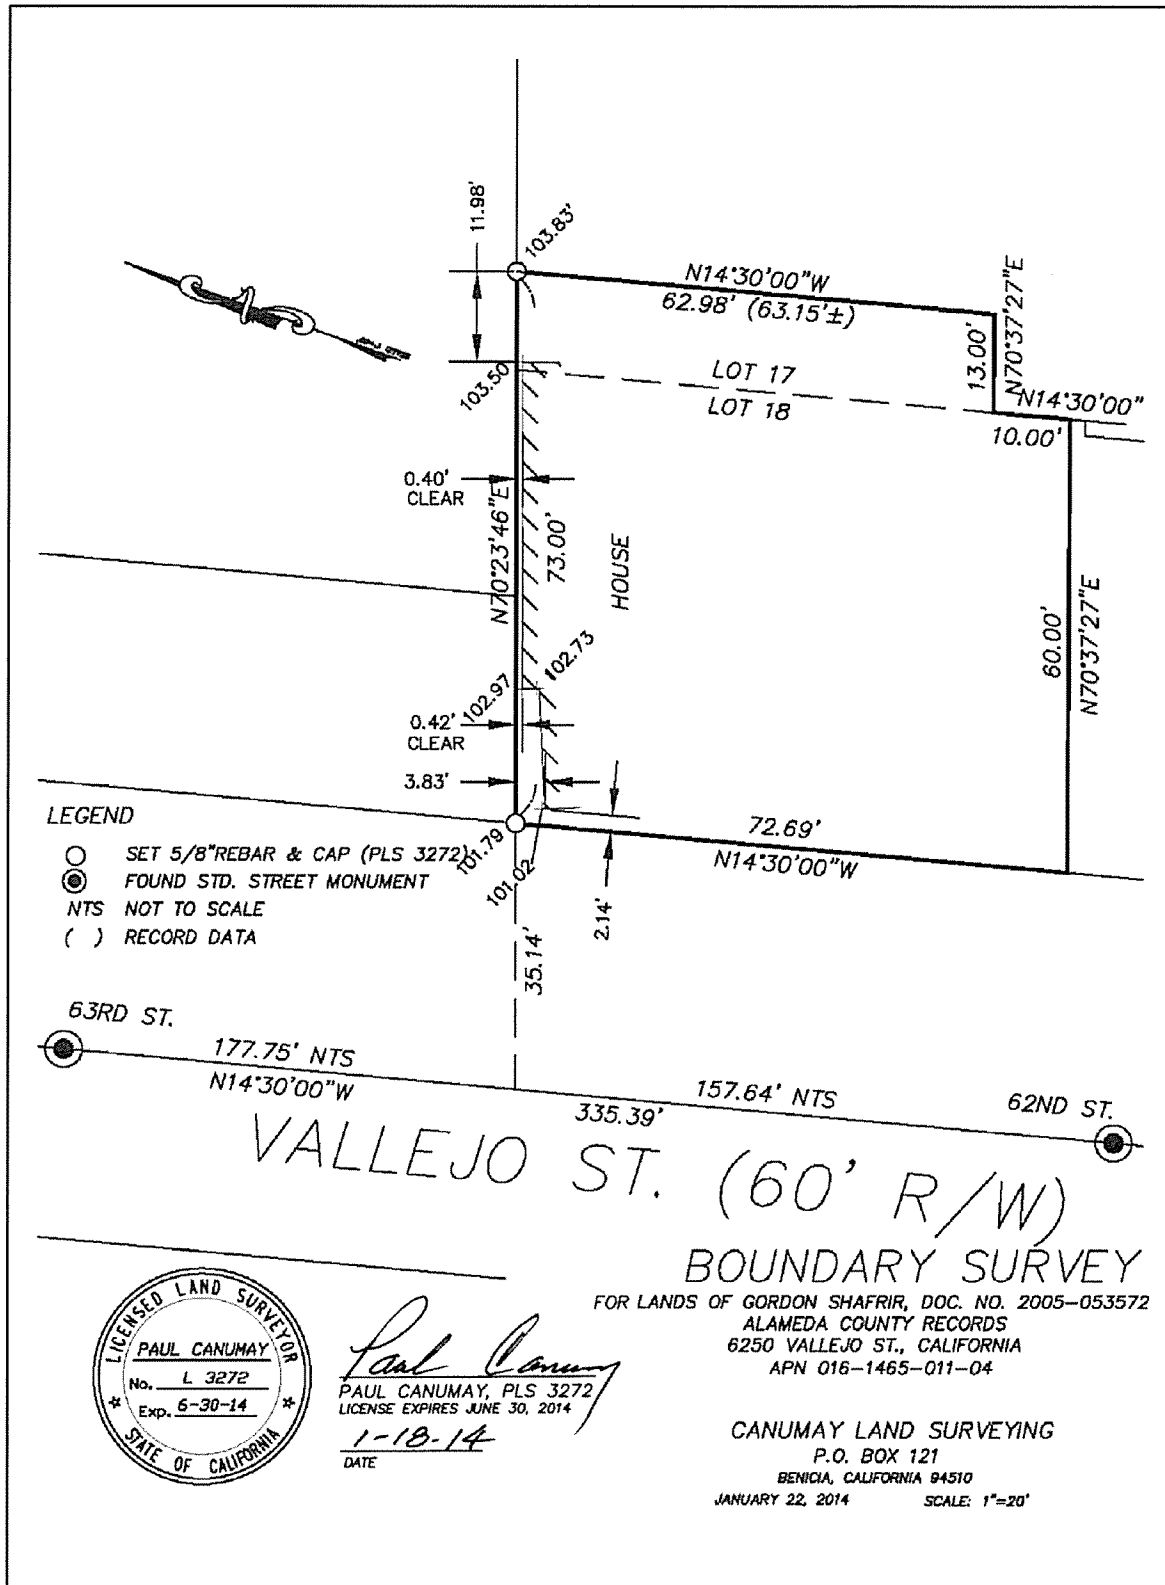 11.98'
103.83'
N14°30'00"W
62.98' (63.15'±)
N70°37'27"E
13.00'
103.50
LOT 17
LOT 18
N14°30'00"
10.00'
0.40'
CLEAR
N70°23'46"E
73.00'
HOUSE
60.00'
N70°37'27"E
102.73
102.97
0.42'
CLEAR
3.83'
LEGEND
SET 5/8"REBAR & CAP (PLS 3272)
FOUND STD. STREET MONUMENT
NTS NOT TO SCALE
( ) RECORD DATA
101.79
101.02
72.69'
N14°30'00"W
2.14'
35.14'
63RD ST.
177.75' NTS
N14°30'00"W
157.64' NTS
335.39'
62ND ST.
VALLEJO ST. (60' R/W)
BOUNDARY SURVEY
FOR LANDS OF GORDON SHAFRIR, DOC. NO. 2005-053572
ALAMEDA COUNTY RECORDS
6250 VALLEJO ST., CALIFORNIA
APN 016-1465-011-04
LICENSED LAND SURVEYOR
PAUL CANUMAY
No. L 3272
Exp. 6-30-14
STATE OF CALIFORNIA
Paul Canumay
PAUL CANUMAY, PLS 3272
LICENSE EXPIRES JUNE 30, 2014
1-18-14
DATE
CANUMAY LAND SURVEYING
P.O. BOX 121
BENICIA, CALIFORNIA 94510
JANUARY 22, 2014 SCALE: 1"=20'